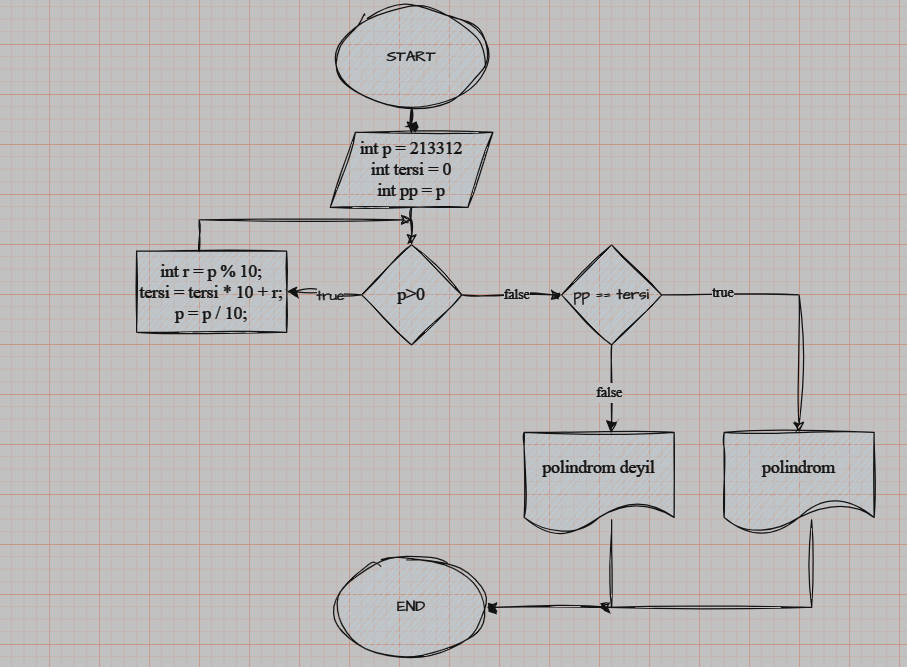 START
int p = 213312
int tersi = 0
int pp = p
int r = p % 10;
tersi = tersi * 10 + r;
p = p / 10;
true
p>0
false
pp == tersi
true
false
polindrom deyil
polindrom
END